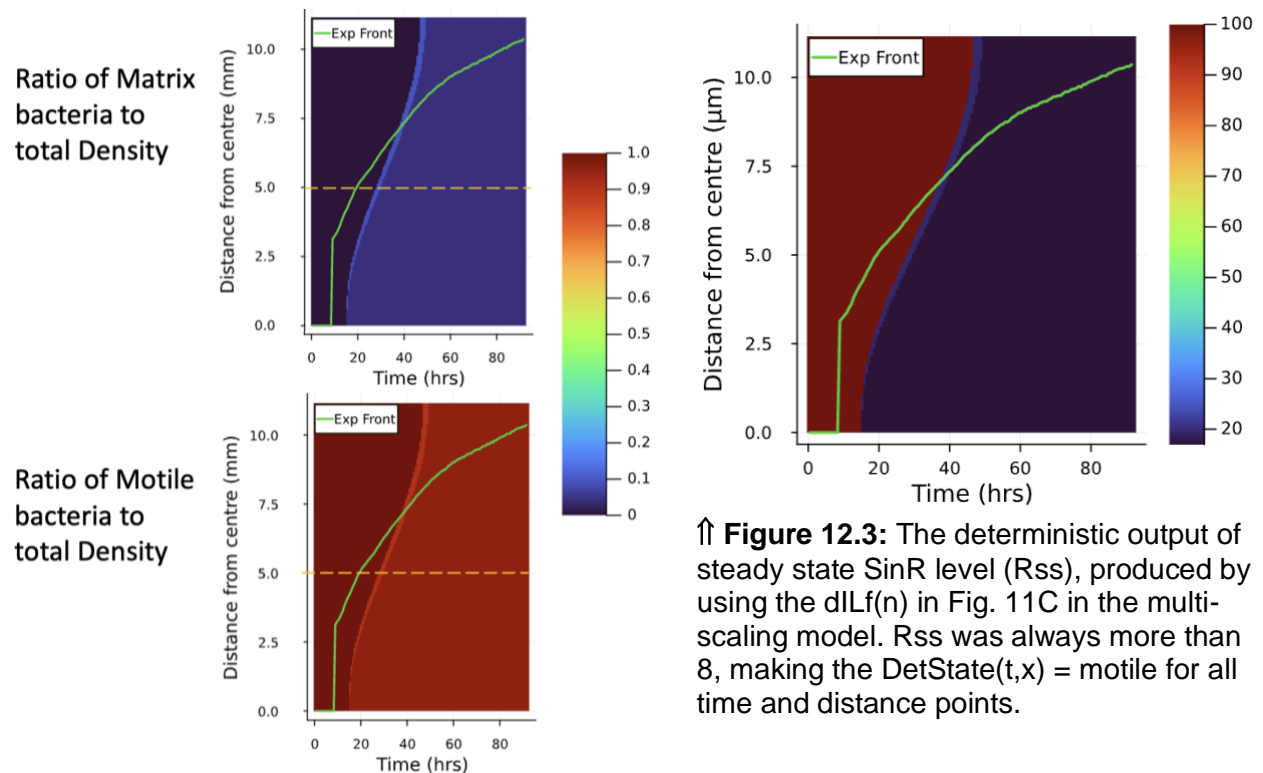 Ratio of Matrix
bacteria to
total Density
Exp Front
10.0
7.5
5.0
2.5
0.0
Distance from centre (mm)
0 20 40 60 80
Time (hrs)
Ratio of Motile
bacteria to
total Density
Exp Front
10.0
7.5
5.0
2.5
0.0
Distance from centre (mm)
0 20 40 60 80
Time (hrs)
1.0
0.9
0.8
0.7
0.6
0.5
0.4
0.3
0.2
0.1
0
Exp Front
10.0
7.5
5.0
2.5
0.0
Distance from centre (μm)
0 20 40 60 80
Time (hrs)
100
90
80
70
60
50
40
30
20
⇑ Figure 12.3: The deterministic output of
steady state SinR level (Rss), produced by
using the dILf(n) in Fig. 11C in the multi-
scaling model. Rss was always more than
8, making the DetState(t,x) = motile for all
time and distance points.